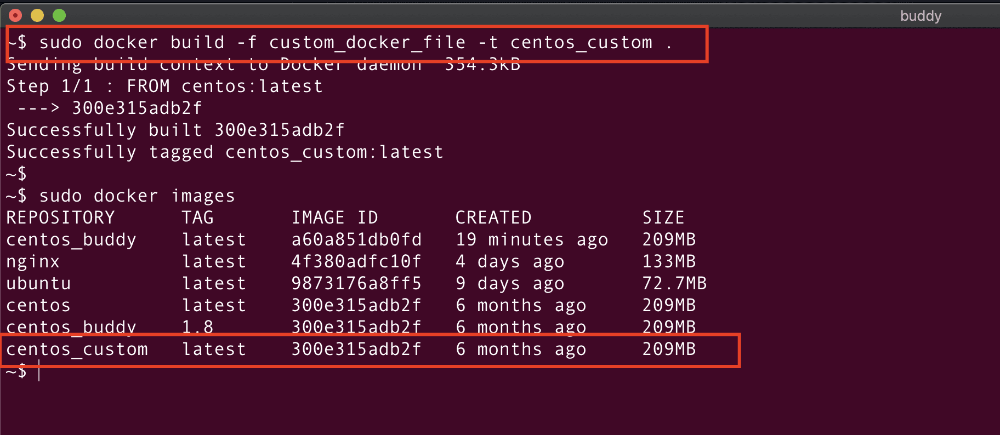 buddy
~$ sudo docker build -f custom_docker_file -t centos_custom .
Sending build context to Docker daemon  354.3kB
Step 1/1 : FROM centos:latest
 ---> 300e315adb2f
Successfully built 300e315adb2f
Successfully tagged centos_custom:latest
~$
~$ sudo docker images
REPOSITORY      TAG       IMAGE ID       CREATED          SIZE
centos_buddy    latest    a60a851db0fd   19 minutes ago   209MB
nginx           latest    4f380adfc10f   4 days ago       133MB
ubuntu          latest    9873176a8ff5   9 days ago       72.7MB
centos          latest    300e315adb2f   6 months ago     209MB
centos_buddy    1.8       300e315adb2f   6 months ago     209MB
centos_custom   latest    300e315adb2f   6 months ago     209MB
~$